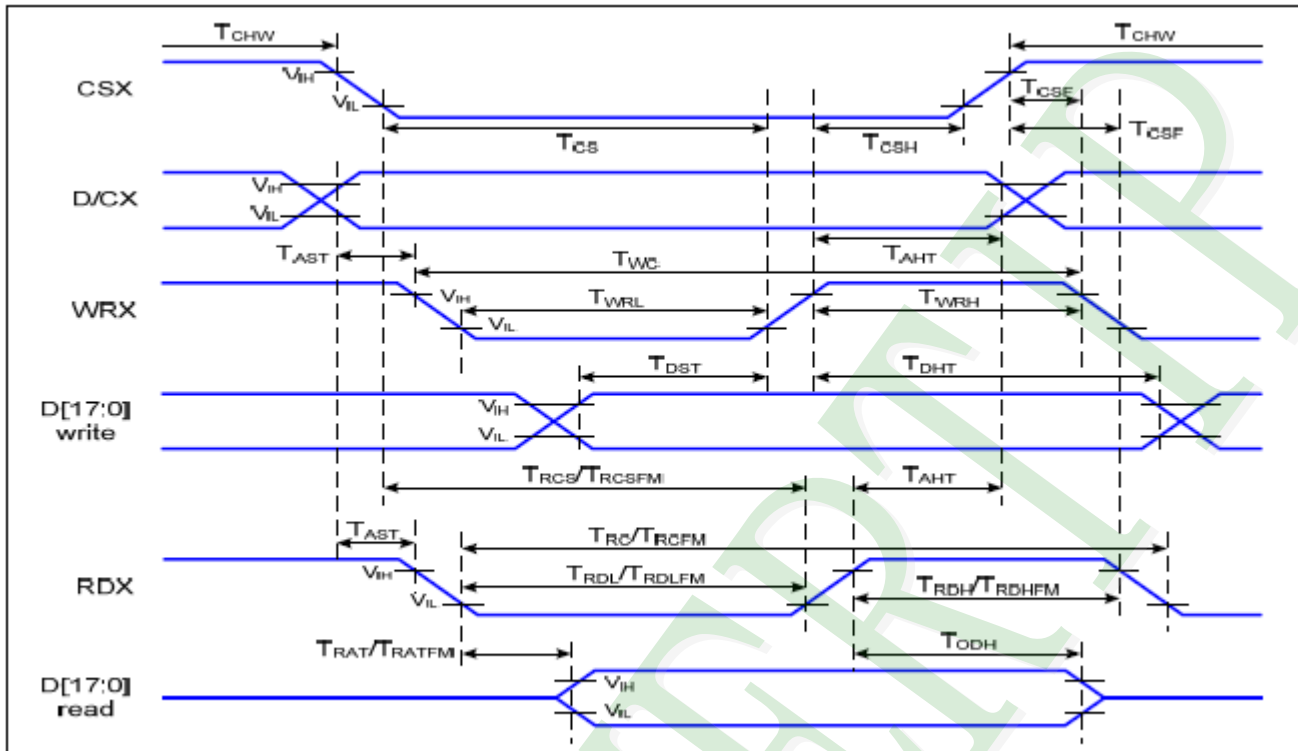 TCHW TCHW
CSX VIH
VIL
TCSF
TCS TCSH TCSF
D/CX VIH
VIL
TAST TWC TAHT
WRX VIH
VIL
TWRL TWRH
TDST TDHT
D[17:0]
write
VIH
VIL
TRCS/TRCSFM TAHT
TAST TRC/TRCFM
RDX VIH
VIL
TRDL/TRDLFM TRDH/TRDHFM
TRAT/TRATFM TODH
D[17:0]
read
VIH
VIL